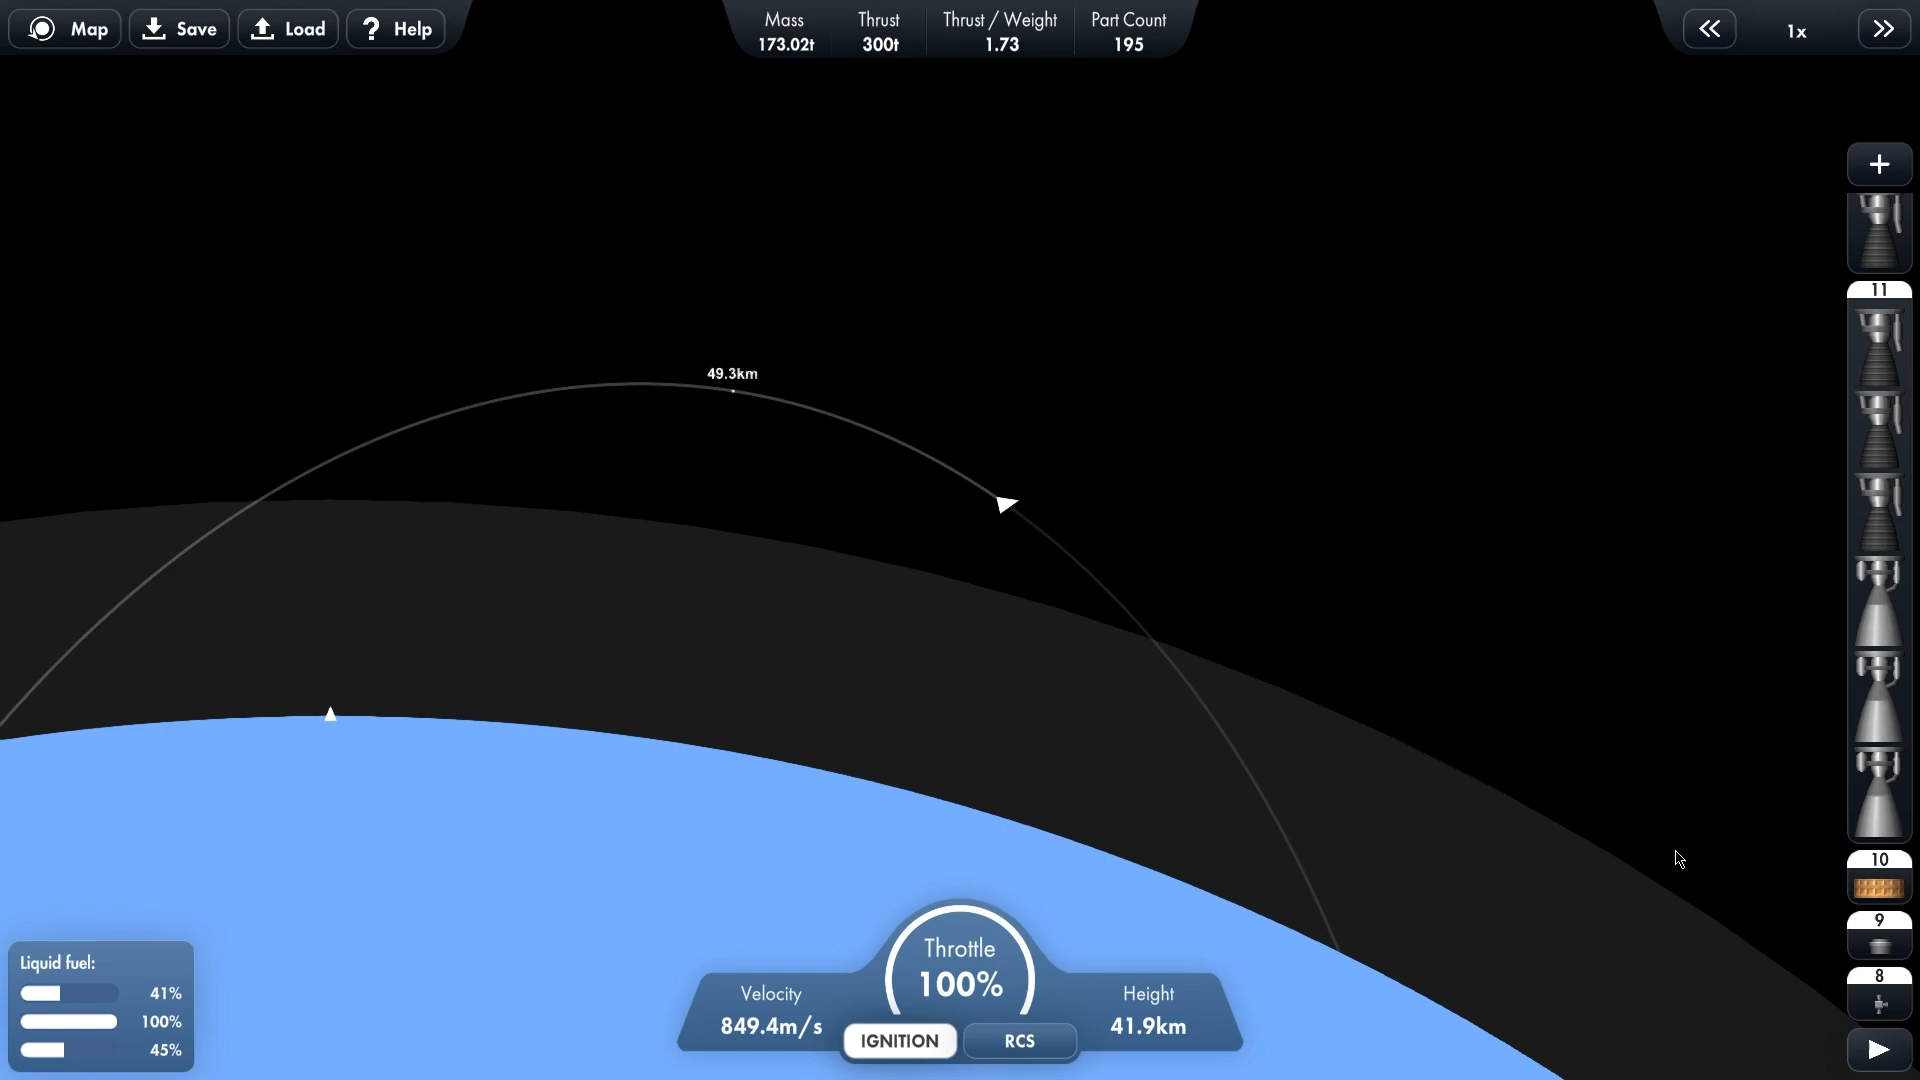 Map
Save
Load
? Help
Mass
173.02t
Thrust
300t
Thrust / Weight
1.73
Part Count
195
1x
11
49.3km
10
9
8
Liquid fuel:
41%
100%
45%
Throttle
100%
Velocity
849.4m/s
Height
41.9km
IGNITION
RCS